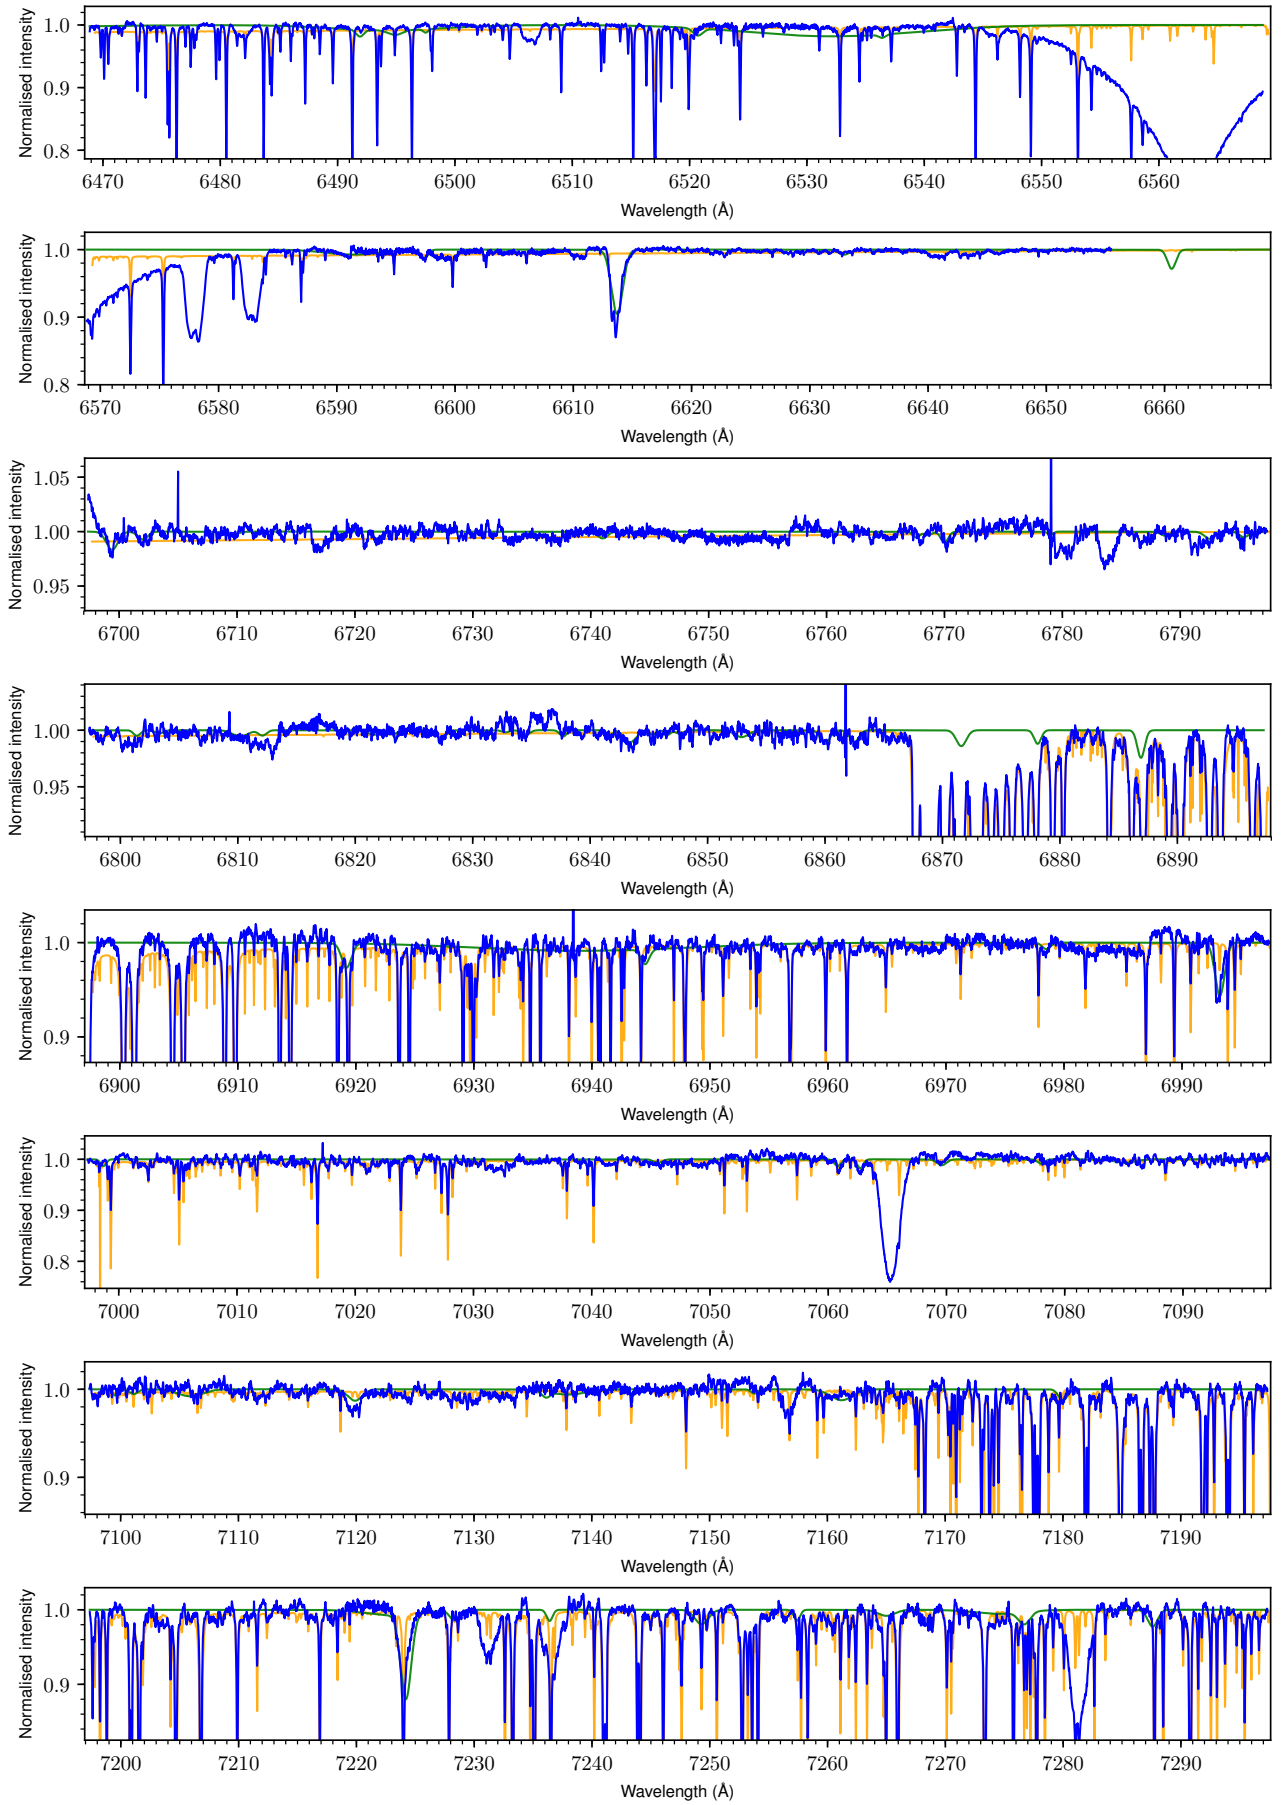 Normalised intensity
1.0
0.9
0.8
6470 6480 6490 6500 6510 6520 6530 6540 6550 6560
Wavelength (Å)
Normalised intensity
1.0
0.9
0.8
6570 6580 6590 6600 6610 6620 6630 6640 6650 6660
Wavelength (Å)
Normalised intensity
1.05
1.00
0.95
6700 6710 6720 6730 6740 6750 6760 6770 6780 6790
Wavelength (Å)
Normalised intensity
1.00
0.95
6800 6810 6820 6830 6840 6850 6860 6870 6880 6890
Wavelength (Å)
Normalised intensity
1.0
0.9
6900 6910 6920 6930 6940 6950 6960 6970 6980 6990
Wavelength (Å)
Normalised intensity
1.0
0.9
0.8
7000 7010 7020 7030 7040 7050 7060 7070 7080 7090
Wavelength (Å)
Normalised intensity
1.0
0.9
7100 7110 7120 7130 7140 7150 7160 7170 7180 7190
Wavelength (Å)
Normalised intensity
1.0
0.9
7200 7210 7220 7230 7240 7250 7260 7270 7280 7290
Wavelength (Å)